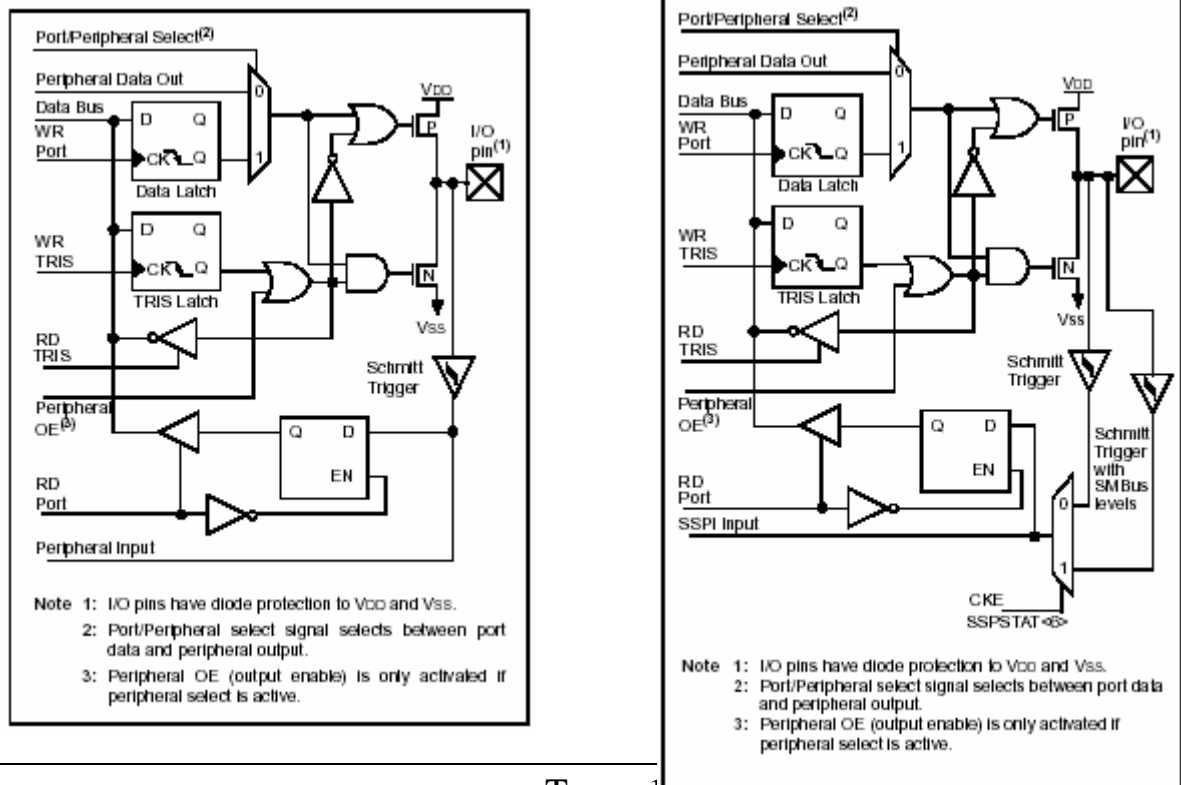 Port/Peripheral Select(2)
Peripheral Data Out
Data Bus
WR
Port
D Q
CK Q
Data Latch
0
1
VDD
P
I/O
pin(1)
WR
TRIS
D Q
CK Q
TRIS Latch
N
VSS
RD
TRIS
Schmitt
Trigger
Peripheral
OE(3)
Q D
EN
RD
Port
Peripheral Input
Note 1: I/O pins have diode protection to VDD and VSS.
2: Port/Peripheral select signal selects between port
data and peripheral output.
3: Peripheral OE (output enable) is only activated if
peripheral select is active.
Port/Peripheral Select(2)
Peripheral Data Out
Data Bus
WR
Port
D Q
CK Q
Data Latch
0
1
VDD
P
I/O
pin(1)
WR
TRIS
D Q
CK Q
TRIS Latch
N
Vss
RD
TRIS
Schmitt
Trigger
Peripheral
OE(3)
Q D
EN
Schmitt
Trigger
with
SMBus
levels
RD
Port
SSPI Input
0
1
CKE
SSPSTAT<6>
Note 1: I/O pins have diode protection to VDD and VSS.
2: Port/Peripheral select signal selects between port data
and peripheral output.
3: Peripheral OE (output enable) is only activated if
peripheral select is active.